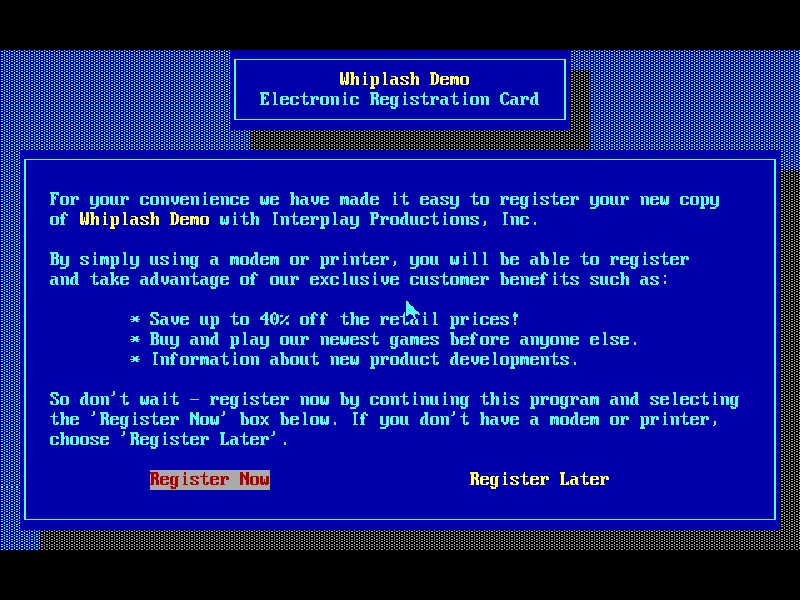 Whiplash Demo
Electronic Registration Card
For your convenience we have made it easy to register your new copy
of Whiplash Demo with Interplay Productions, Inc.
By simply using a modem or printer, you will be able to register
and take advantage of our exclusive customer benefits such as:
* Save up to 40% off the retail prices!
* Buy and play our newest games before anyone else.
* Information about new product developments.
So don't wait - register now by continuing this program and selecting
the 'Register Now' box below. If you don't have a modem or printer,
choose 'Register Later'.
Register Now Register Later